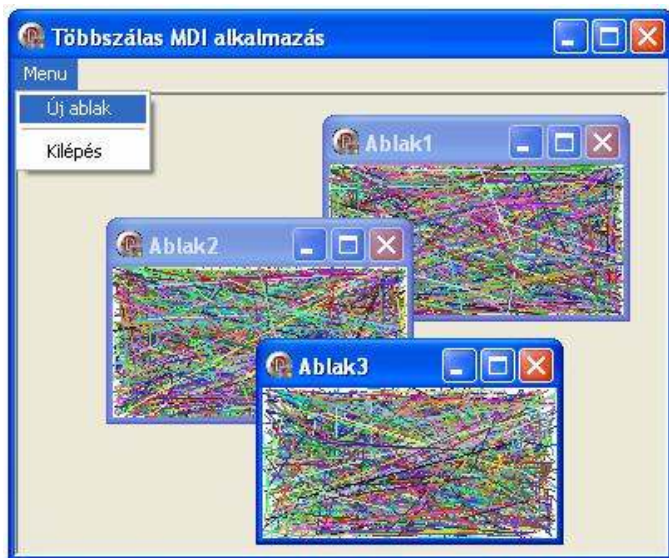 Többszálas MDI alkalmazás
Menu
Új ablak
Kilépés
Ablak1
Ablak2
Ablak3